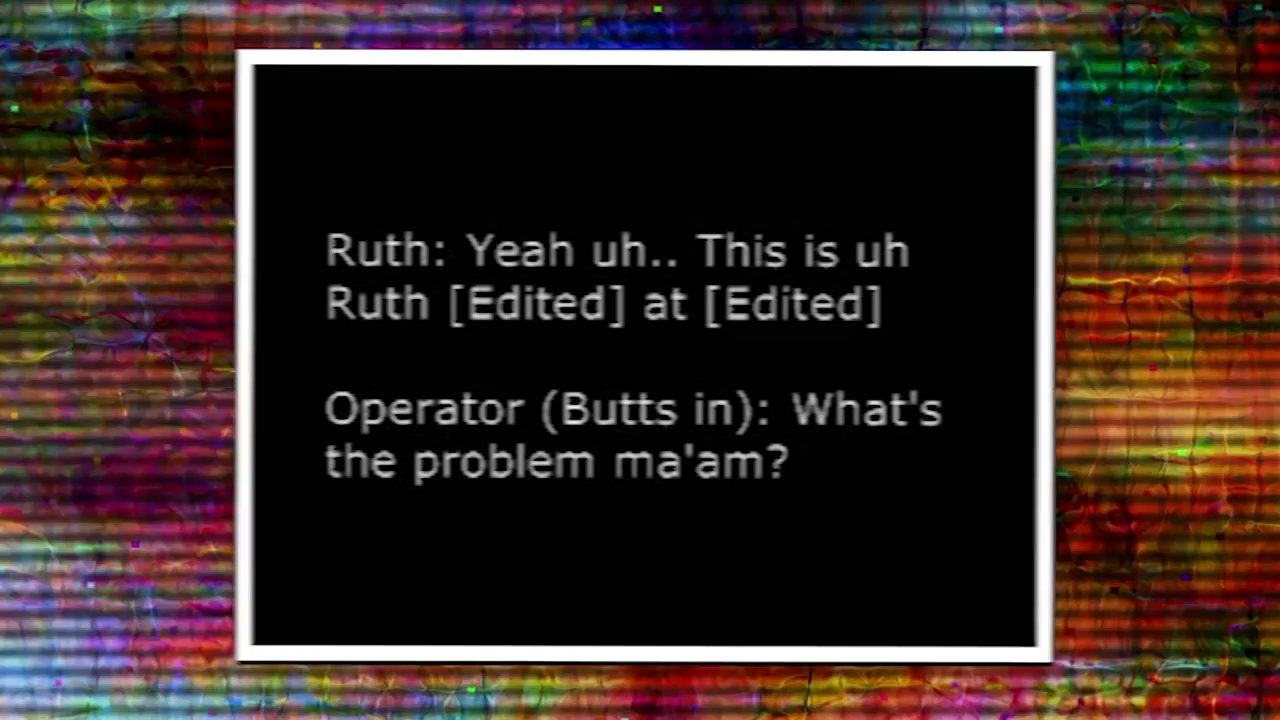 Ruth: Yeah uh.. This is uh
Ruth [Edited] at [Edited]
Operator (Butts in): What's
the problem ma'am?